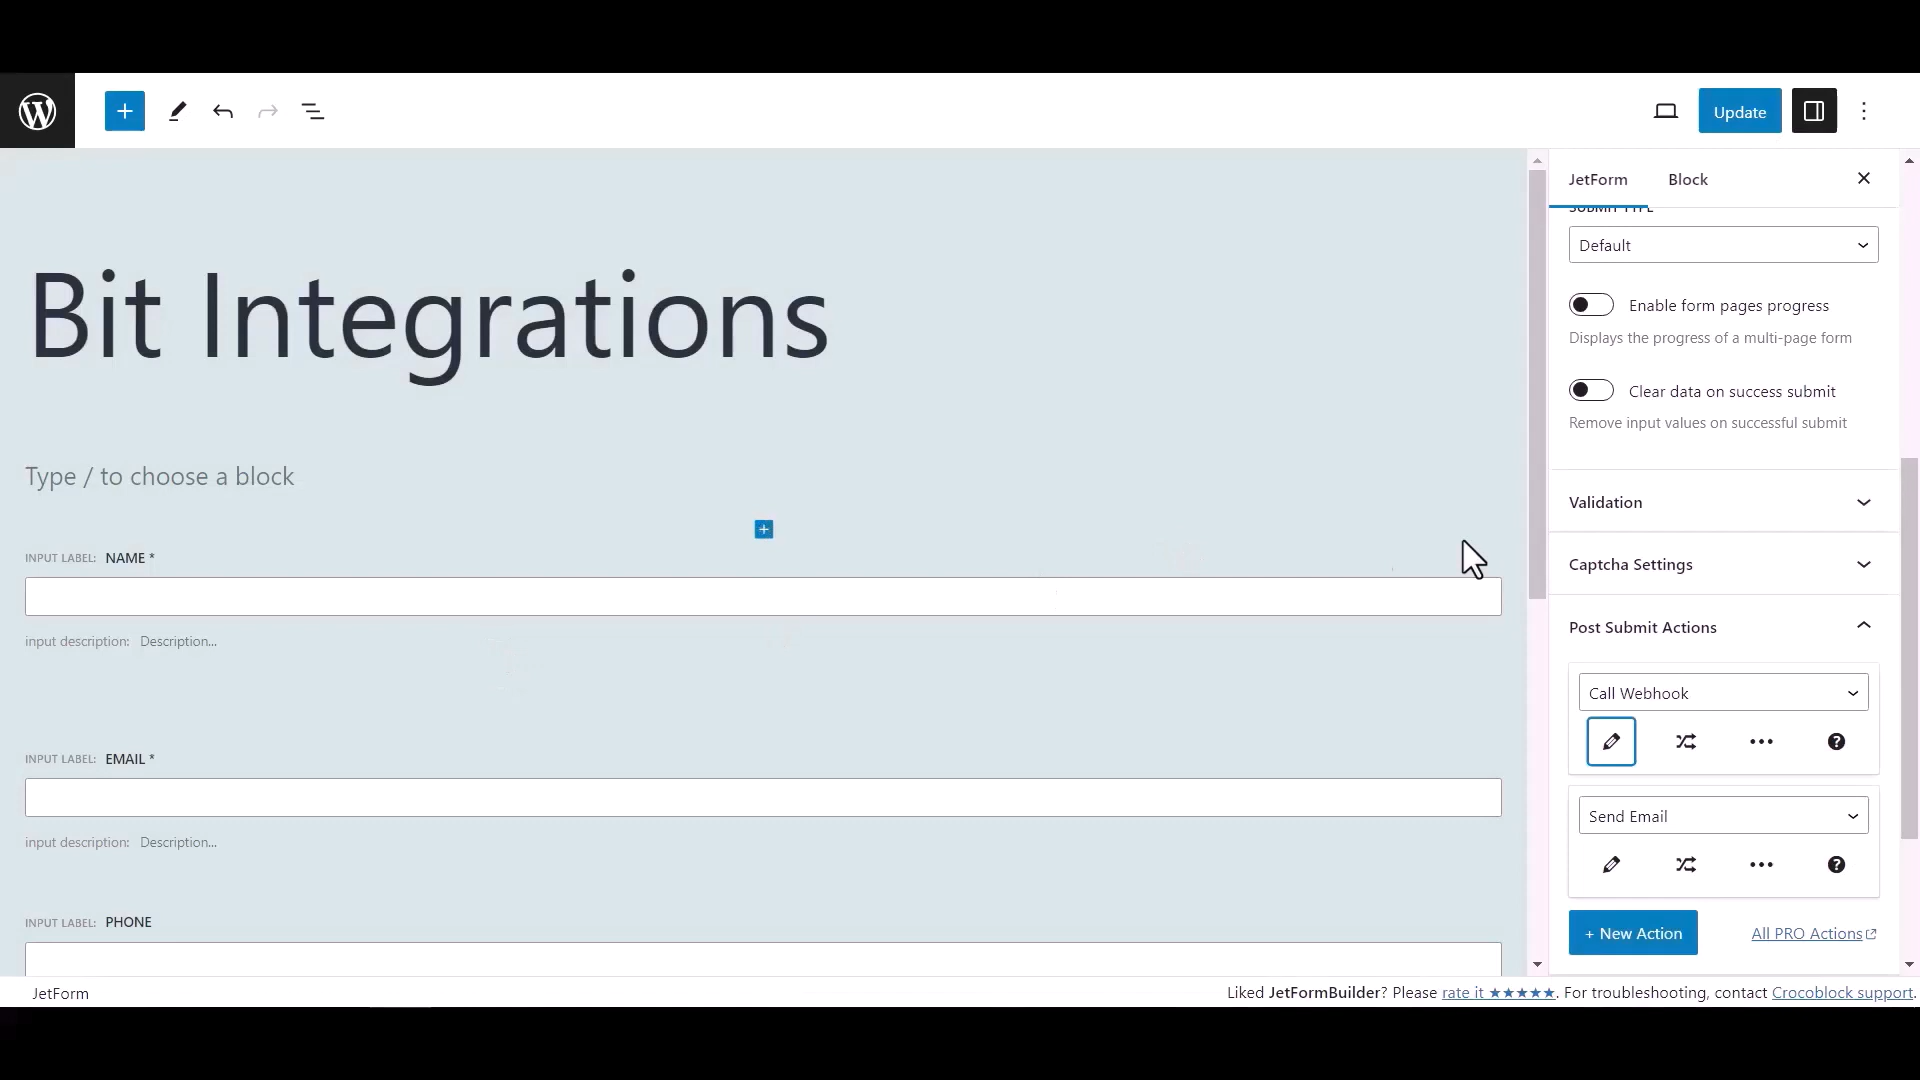 Update
JetForm
Block
SUBMIT TYPE
Default
Enable form pages progress
Displays the progress of a multi-page form
Clear data on success submit
Remove input values on successful submit
Validation
Captcha Settings
Post Submit Actions
Call Webhook
Send Email
+ New Action
All PRO Actions
Bit Integrations
Type / to choose a block
INPUT LABEL: NAME *
input description: Description...
INPUT LABEL: EMAIL *
input description: Description...
INPUT LABEL: PHONE
JetForm
Liked JetFormBuilder? Please rate it ★★★★★. For troubleshooting, contact Crocoblock support.